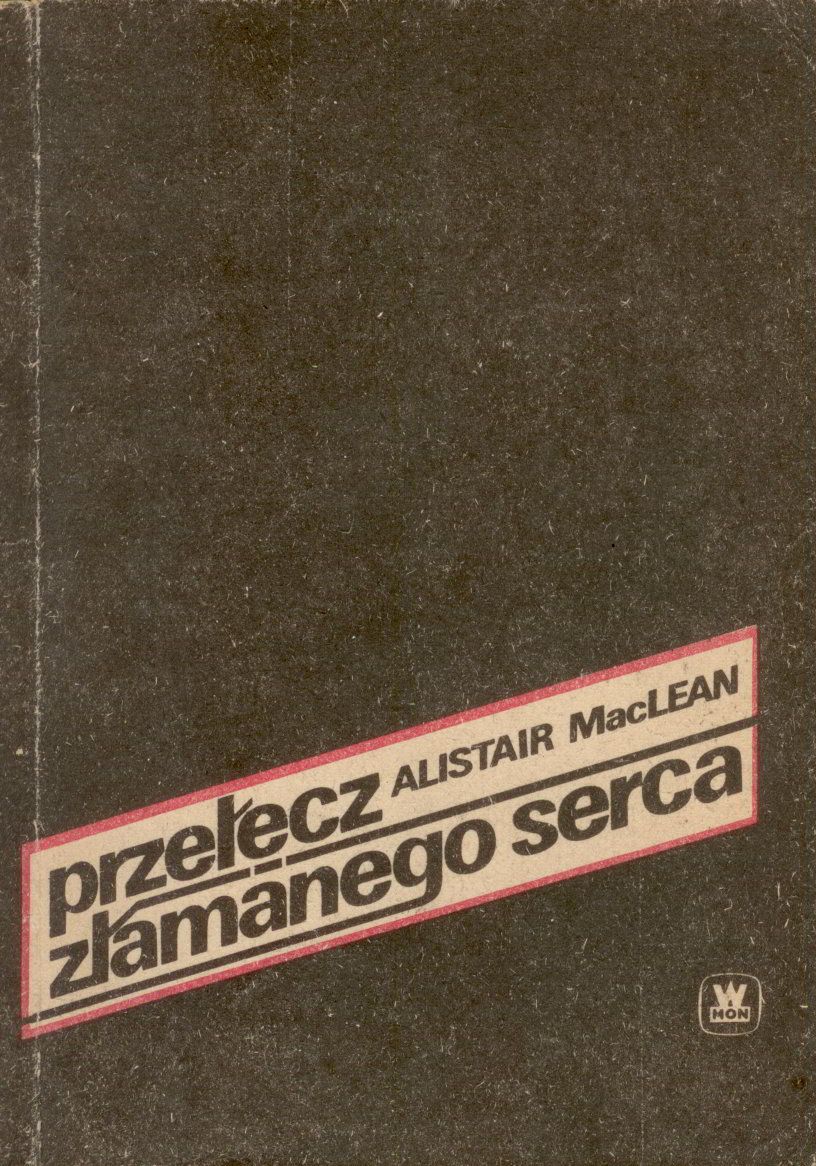 ALISTAIR MacLEAN
przełęcz
złamanego serca
W
MON